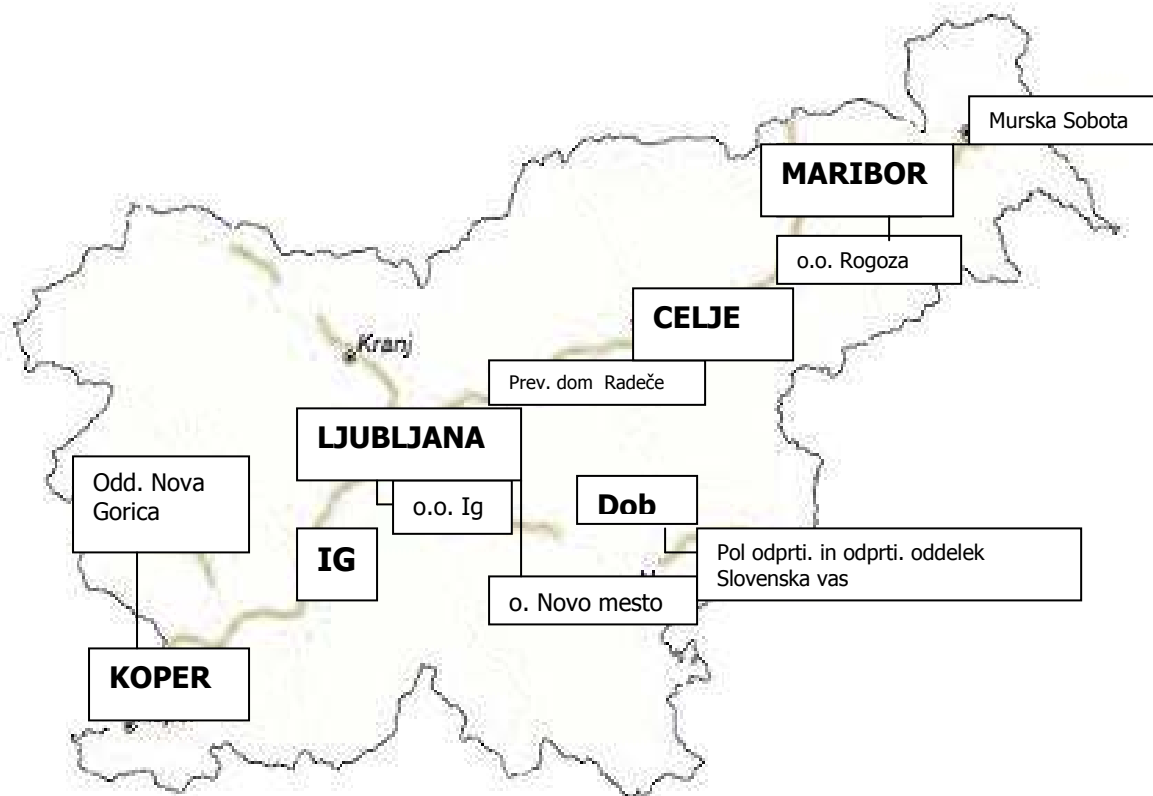 Murska Sobota
MARIBOR
o.o. Rogoza
CELJE
Kranj
Prev. dom Radeče
LJUBLJANA
Odd. Nova
Gorica
o.o. Ig
Dob
IG
Pol odprti. in odprti. oddelek
Slovenska vas
o. Novo mesto
KOPER